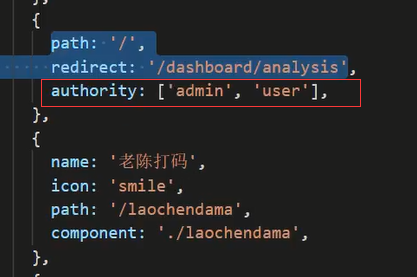 },
{
path: '/',
redirect: '/dashboard/analysis',
authority: ['admin', 'user'],
},
{
name: '老陈打码',
icon: 'smile',
path: '/laochendama',
component: './laochendama',
},